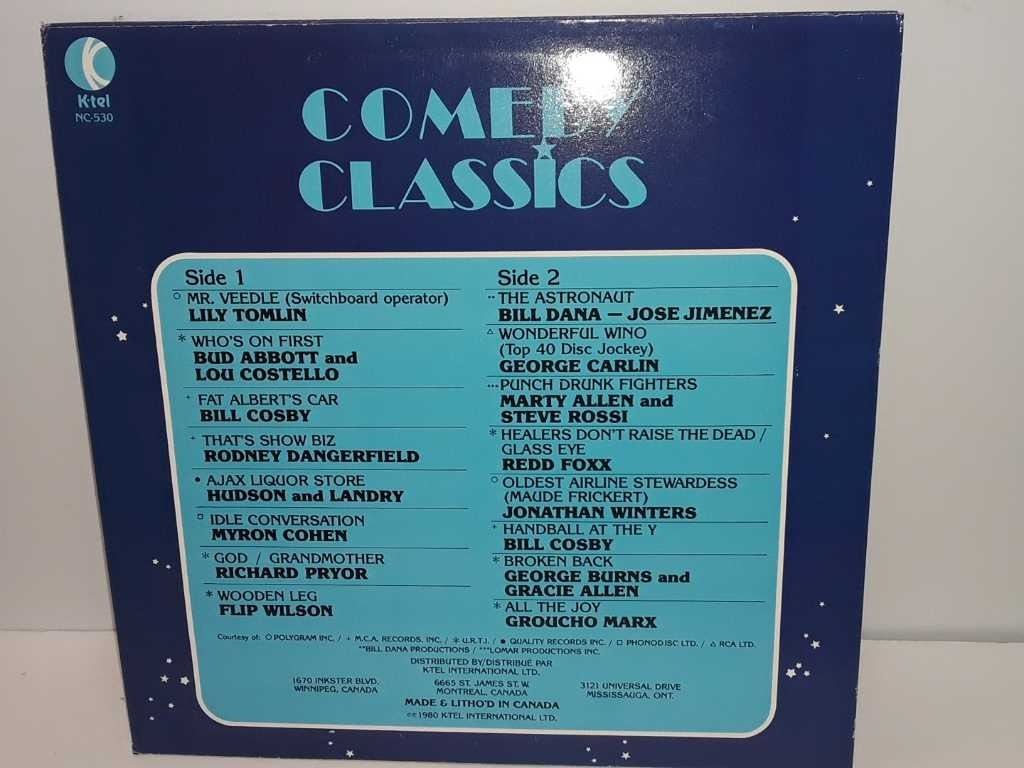 K-tel
NC-530
COMEDY
CLASSICS
Side 1
○ MR. VEEDLE (Switchboard operator)
LILY TOMLIN
* WHO'S ON FIRST
BUD ABBOTT and
LOU COSTELLO
+ FAT ALBERT'S CAR
BILL COSBY
+ THAT'S SHOW BIZ
RODNEY DANGERFIELD
● AJAX LIQUOR STORE
HUDSON and LANDRY
□ IDLE CONVERSATION
MYRON COHEN
* GOD / GRANDMOTHER
RICHARD PRYOR
* WOODEN LEG
FLIP WILSON
Side 2
** THE ASTRONAUT
BILL DANA — JOSE JIMENEZ
△ WONDERFUL WINO
(Top 40 Disc Jockey)
GEORGE CARLIN
*** PUNCH DRUNK FIGHTERS
MARTY ALLEN and
STEVE ROSSI
* HEALERS DON'T RAISE THE DEAD /
GLASS EYE
REDD FOXX
○ OLDEST AIRLINE STEWARDESS
(MAUDE FRICKERT)
JONATHAN WINTERS
+ HANDBALL AT THE Y
BILL COSBY
* BROKEN BACK
GEORGE BURNS and
GRACIE ALLEN
* ALL THE JOY
GROUCHO MARX
Courtesy of: ○ POLYGRAM INC. / + M.C.A. RECORDS, INC. / * U.R.T.I. / ● QUALITY RECORDS INC. / □ PHONODISC LTD. / △ RCA LTD.
**BILL DANA PRODUCTIONS / ***LOMAR PRODUCTIONS INC.
DISTRIBUTED BY/DISTRIBUÉ PAR
K-TEL INTERNATIONAL LTD.
1670 INKSTER BLVD.
WINNIPEG, CANADA
6665 ST. JAMES ST. W.
MONTREAL, CANADA
3121 UNIVERSAL DRIVE
MISSISSAUGA, ONT.
MADE & LITHO'D IN CANADA
©℗ 1980 K-TEL INTERNATIONAL LTD.